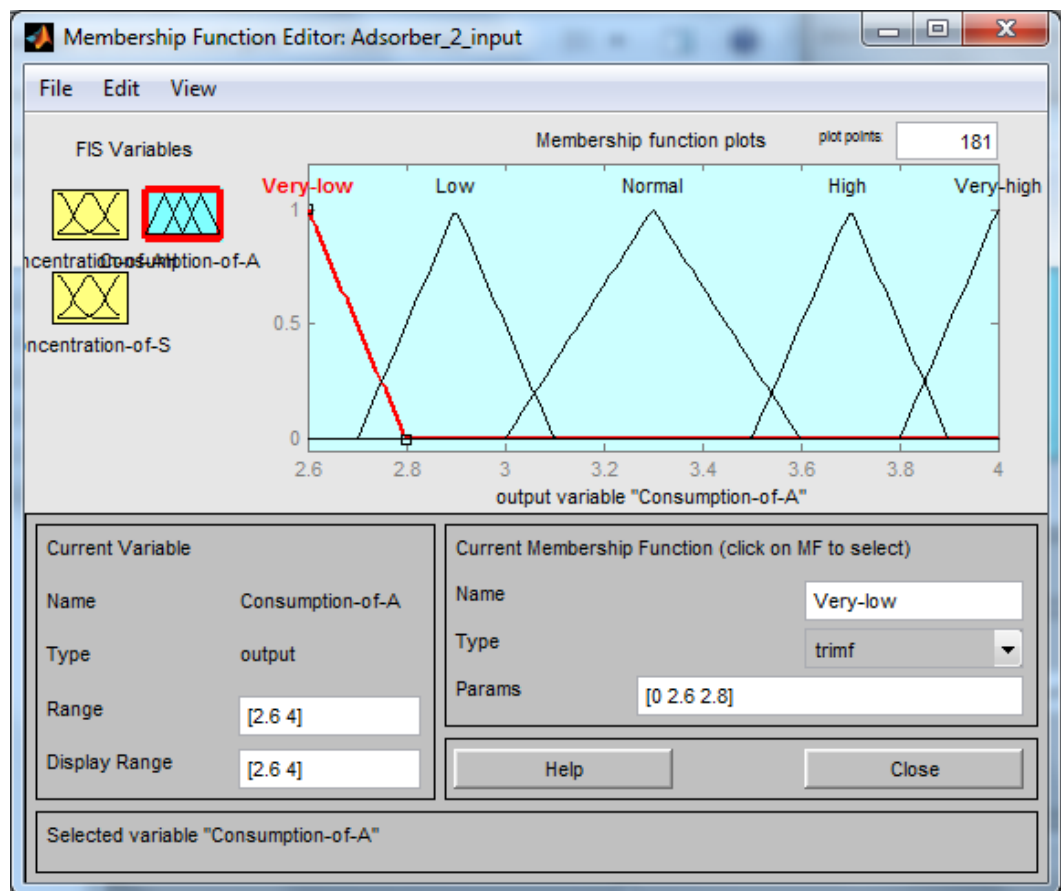 Membership Function Editor: Adsorber_2_input
File Edit View
FIS Variables
Membership function plots
plot points:
181
Very-low Low Normal High Very-high
1
0.5
0
2.6 2.8 3 3.2 3.4 3.6 3.8 4
output variable "Consumption-of-A"
Consumption-of-A
ncentration-of-S
Current Variable
Name Consumption-of-A
Type output
Range [2.6 4]
Display Range [2.6 4]
Current Membership Function (click on MF to select)
Name Very-low
Type trimf
Params [0 2.6 2.8]
Help Close
Selected variable "Consumption-of-A"